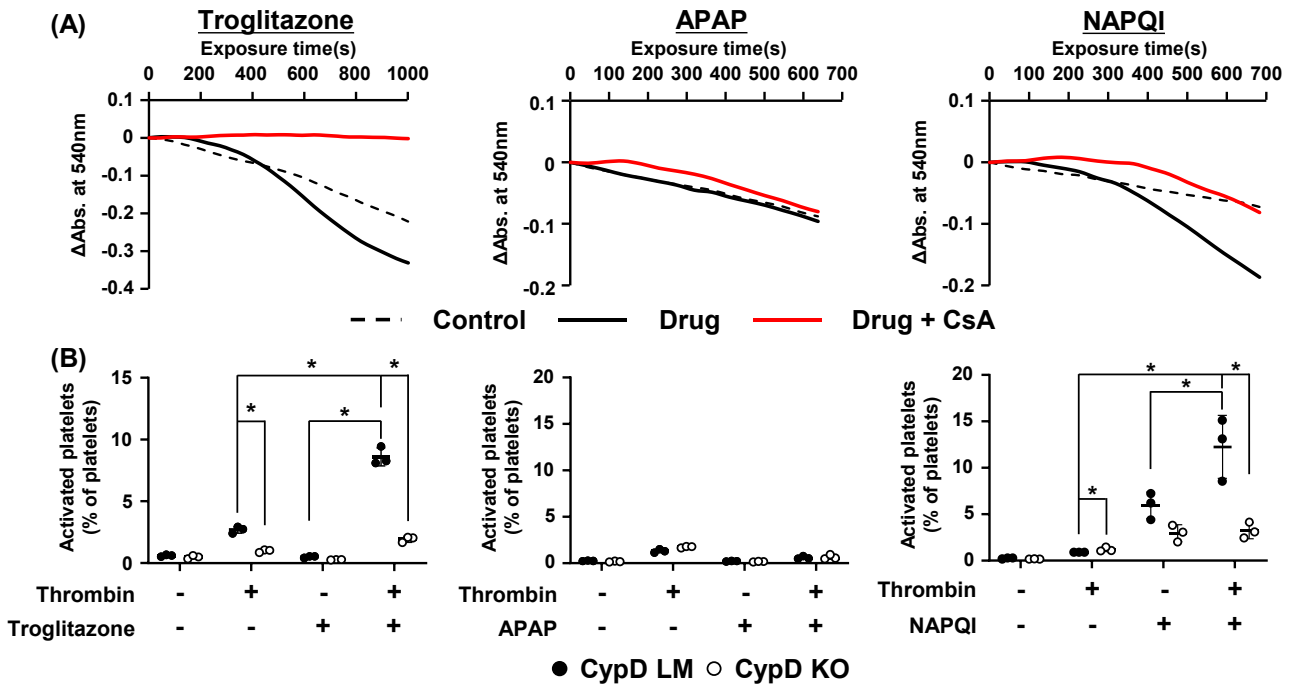 (A)
Troglitazone
Exposure time(s)
0 200 400 600 800 1000
0.1
0
-0.1
-0.2
-0.3
-0.4
ΔAbs. at 540nm
APAP
Exposure time(s)
0 100 200 300 400 500 600 700
0.1
0
-0.1
-0.2
ΔAbs. at 540nm
NAPQI
Exposure time(s)
0 100 200 300 400 500 600 700
0.1
0
-0.1
-0.2
ΔAbs. at 540nm
Control Drug Drug + CsA
(B)
Activated platelets
(% of platelets)
15
10
5
0
* * * *
Thrombin - + - +
Troglitazone - - + +
Activated platelets
(% of platelets)
20
15
10
5
0
- + - +
APAP - - + +
Activated platelets
(% of platelets)
20
15
10
5
0
* * * *
Thrombin - + - +
NAPQI - - + +
CypD LM CypD KO